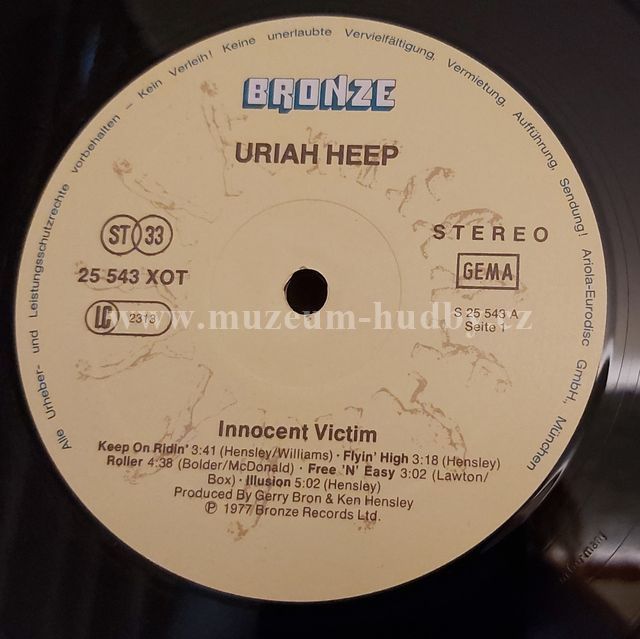 Alle Urheber- und Leistungsschutzrechte vorbehalten – Kein Verleih! Keine unerlaubte Vervielfältigung, Vermietung, Aufführung, Sendung! Ariola-Eurodisc GmbH, München
BRONZE
URIAH HEEP
ST 33
STEREO
25 543 XOT
GEMA
LC 2313
S 25 543 A
Seite 1
www.muzeum-hudby.cz
Innocent Victim
Keep On Ridin' 3:41 (Hensley/Williams) · Flyin' High 3:18 (Hensley)
Roller 4:38 (Bolder/McDonald) · Free 'N' Easy 3:02 (Lawton/
Box) · Illusion 5:02 (Hensley)
Produced By Gerry Bron & Ken Hensley
℗ 1977 Bronze Records Ltd.